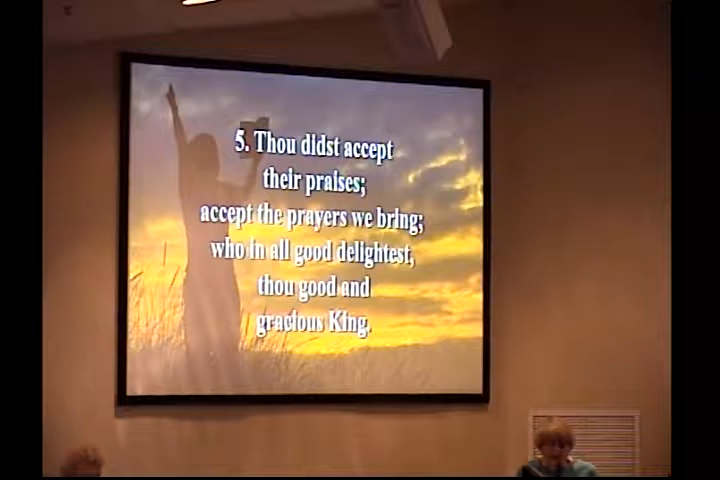 5. Thou didst accept
their praises;
accept the prayers we bring;
who in all good delightest,
thou good and
gracious King.